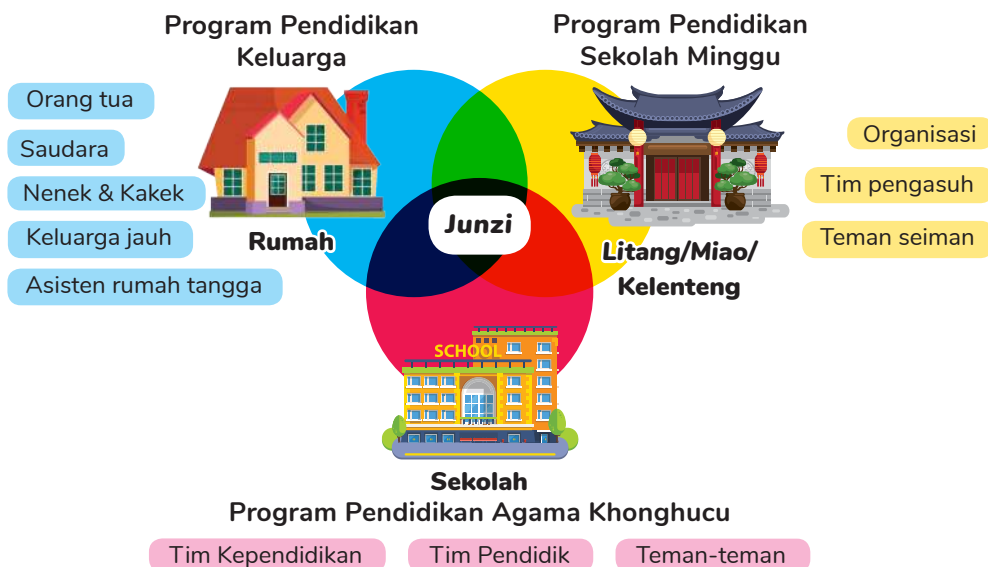 Program Pendidikan
Keluarga
Program Pendidikan
Sekolah Minggu
Orang tua
Saudara
Nenek & Kakek
Keluarga jauh
Asisten rumah tangga
Rumah
Junzi
Litang/Miao/
Kelenteng
Organisasi
Tim pengasuh
Teman seiman
SCHOOL
Sekolah
Program Pendidikan Agama Khonghucu
Tim Kependidikan
Tim Pendidik
Teman-teman